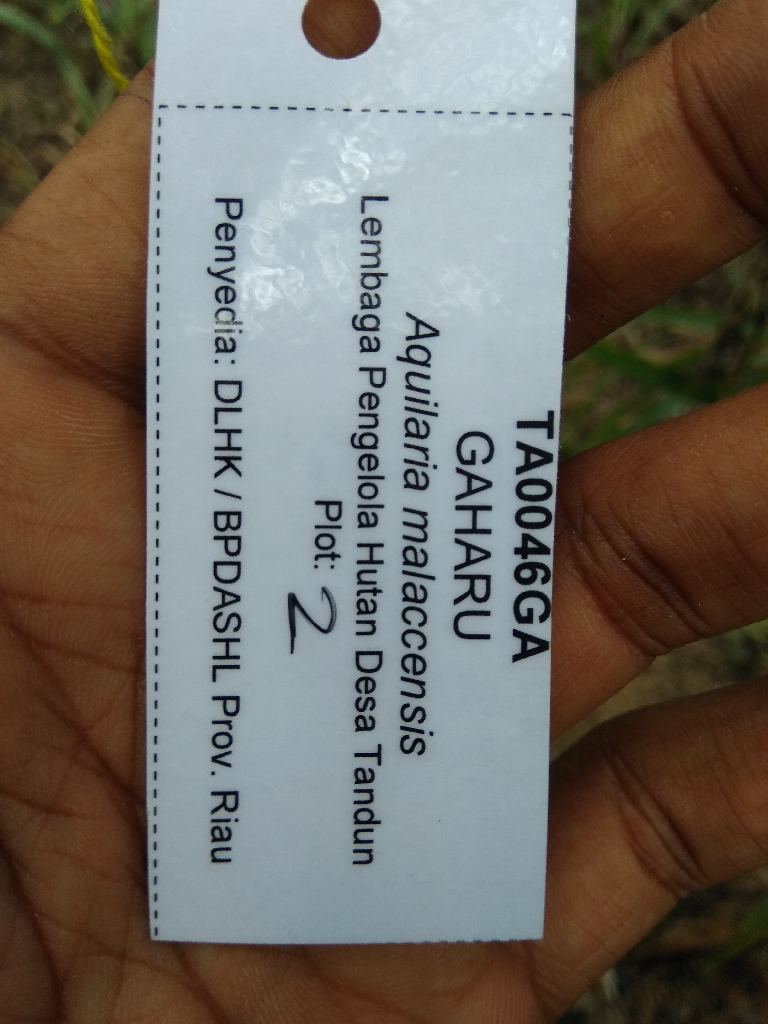 TA0046GA
GAHARU
Aquilaria malaccensis
Lembaga Pengelola Hutan Desa Tandun
Plot: 2
Penyedia: DLHK / BPDASHL Prov. Riau